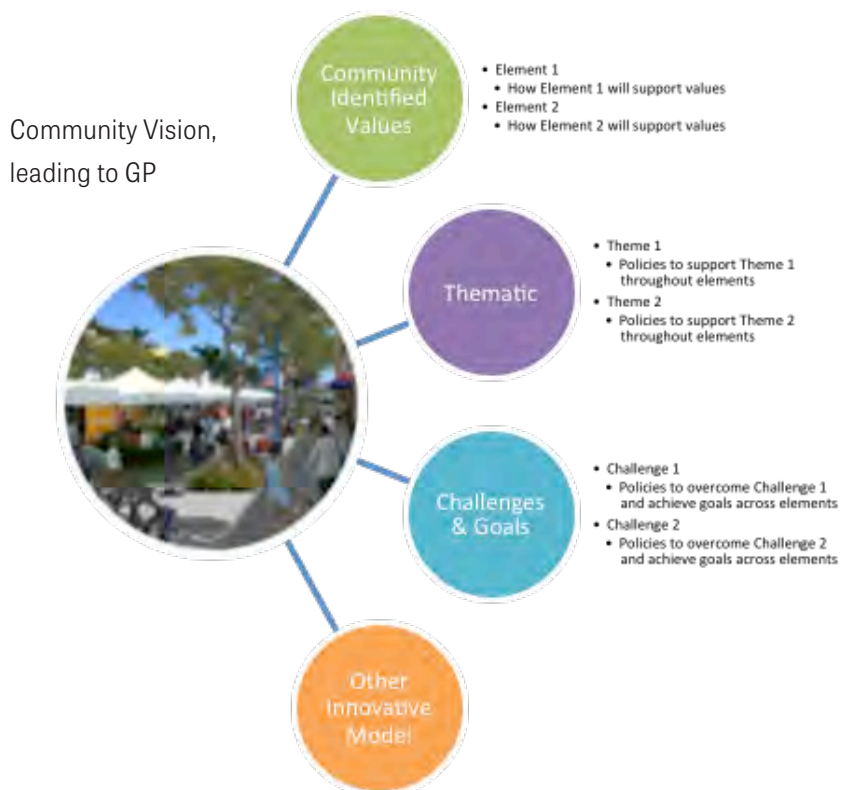 Community Vision,
leading to GP
Community
Identified
Values
• Element 1
• How Element 1 will support values
• Element 2
• How Element 2 will support values
Thematic
• Theme 1
• Policies to support Theme 1
throughout elements
• Theme 2
• Policies to support Theme 2
throughout elements
Challenges
& Goals
• Challenge 1
• Policies to overcome Challenge 1
and achieve goals across elements
• Challenge 2
• Policies to overcome Challenge 2
and achieve goals across elements
Other
Innovative
Model